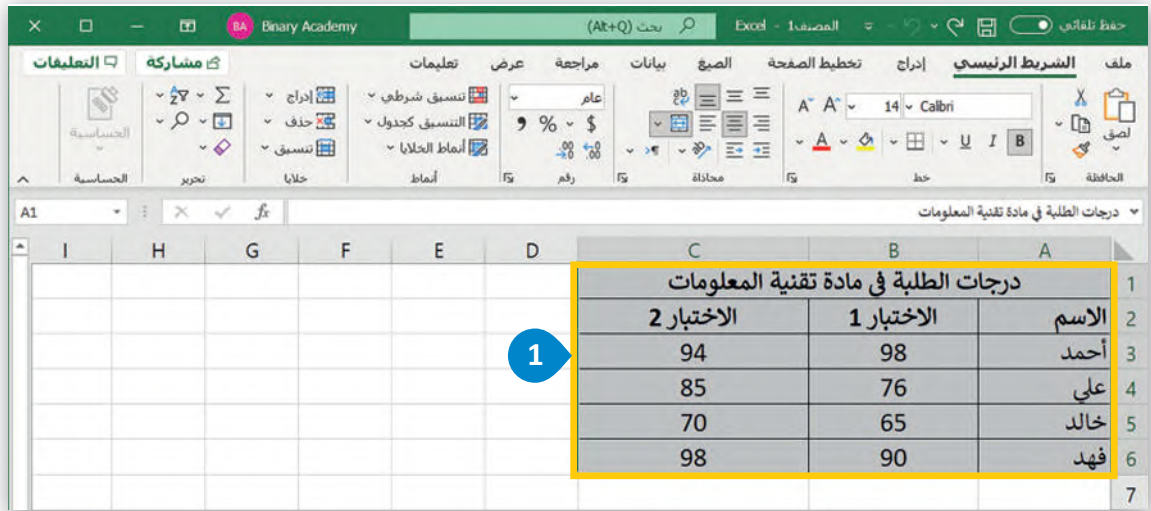 حفظ تلقائي المصنف1 - Excel بحث (Alt+Q) Binary Academy BA
ملف الشريط الرئيسي إدراج تخطيط الصفحة الصيغ بيانات مراجعة عرض تعليمات مشاركة التعليقات
لصق Calibri 14 A A عام تنسيق شرطي إدراج
B I U A $ % التنسيق كجدول حذف الحساسية
أنماط الخلايا تنسيق
الحافظة خط محاذاة رقم أنماط خلايا تحرير الحساسية
درجات الطلبة في مادة تقنية المعلومات fx A1
A B C D E F G H I
1 درجات الطلبة في مادة تقنية المعلومات
2 الاسم الاختبار 1 الاختبار 2
3 أحمد 98 94
1
4 علي 76 85
5 خالد 65 70
6 فهد 90 98
7